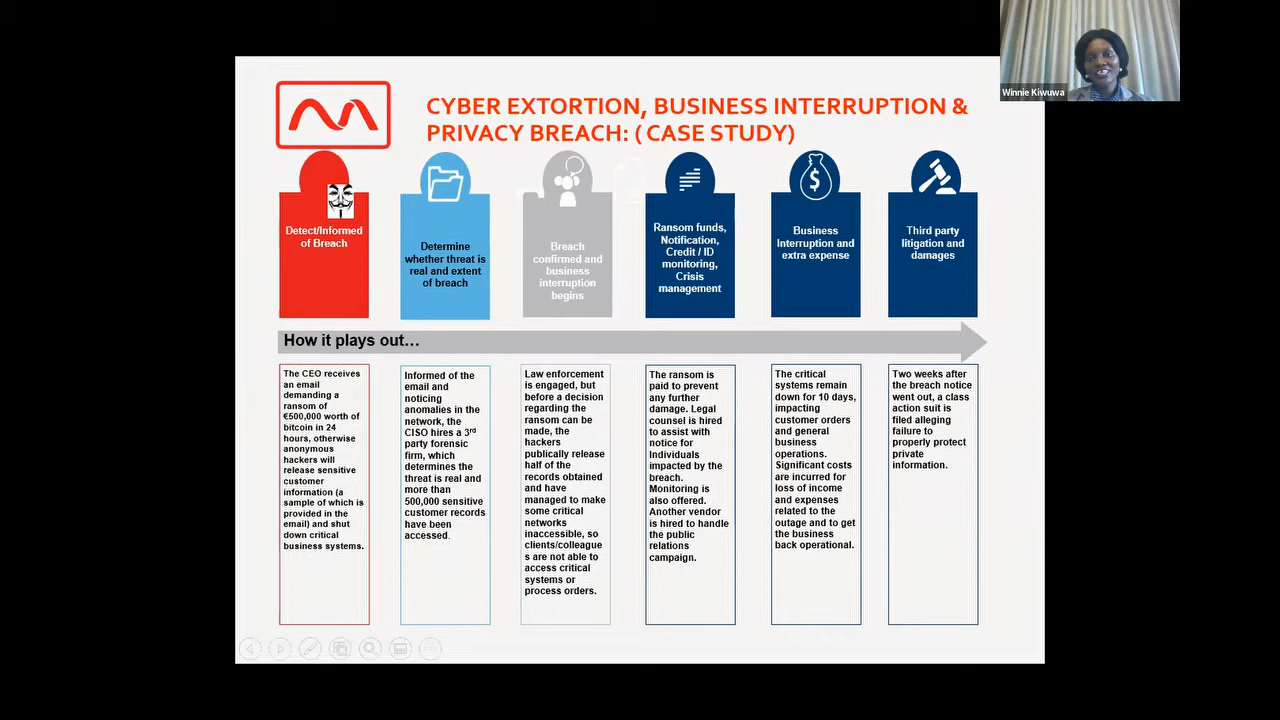 Winnie Kiwuwa
CYBER EXTORTION, BUSINESS INTERRUPTION &
PRIVACY BREACH: ( CASE STUDY)
Detect/Informed
of Breach
Determine
whether threat is
real and extent
of breach
Breach
confirmed and
business
interruption
begins
Ransom funds,
Notification,
Credit / ID
monitoring,
Crisis
management
Business
Interruption and
extra expense
Third party
litigation and
damages
How it plays out…
The CEO receives
an email
demanding a
ransom of
€500,000 worth of
bitcoin in 24
hours, otherwise
anonymous
hackers will
release sensitive
customer
information (a
sample of which is
provided in the
email) and shut
down critical
business systems.
Informed of the
email and
noticing
anomalies in the
network, the
CISO hires a 3rd
party forensic
firm, which
determines the
threat is real and
more than
500,000 sensitive
customer records
have been
accessed.
Law enforcement
is engaged, but
before a decision
regarding the
ransom can be
made, the
hackers
publically release
half of the
records obtained
and have
managed to make
some critical
networks
inaccessible, so
clients/colleague
s are not able to
access critical
systems or
process orders.
The ransom is
paid to prevent
any further
damage. Legal
counsel is hired
to assist with
notice for
Individuals
impacted by the
breach.
Monitoring is
also offered.
Another vendor
is hired to handle
the public
relations
campaign.
The critical
systems remain
down for 10 days,
impacting
customer orders
and general
business
operations.
Significant costs
are incurred for
loss of income
and expenses
related to the
outage and to get
the business
back operational.
Two weeks after
the breach notice
went out, a class
action suit is
filed alleging
failure to
properly protect
private
information.